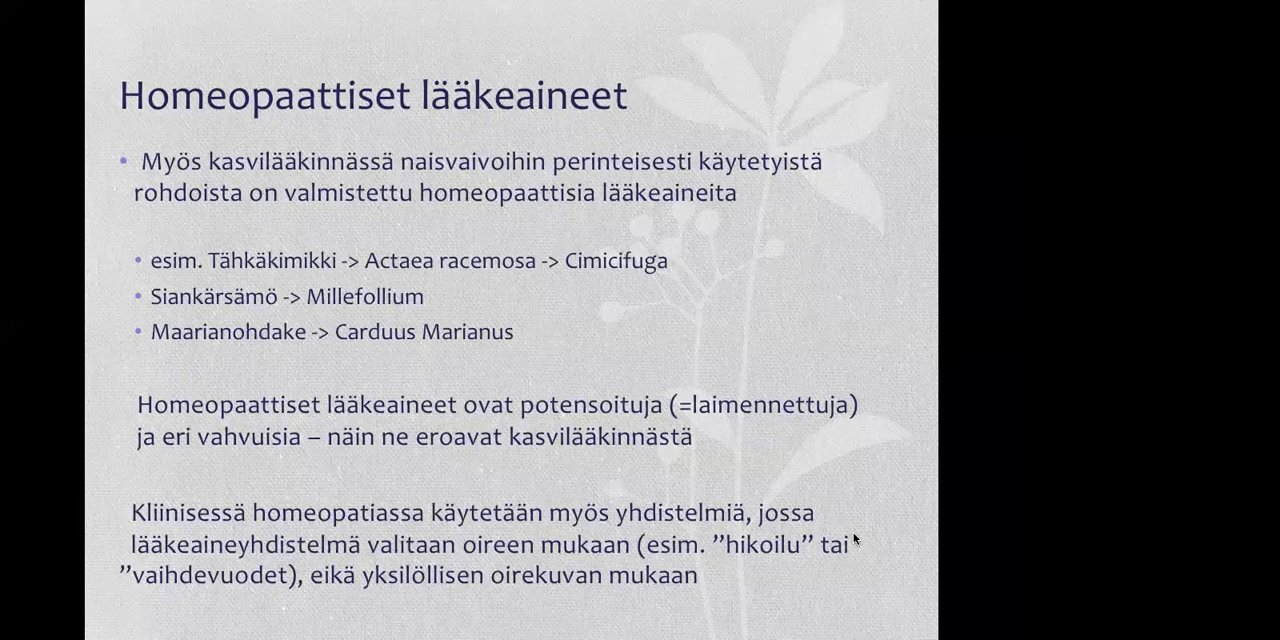 Homeopaattiset lääkeaineet
• Myös kasvilääkinnässä naisvaivoihin perinteisesti käytetyistä
rohdoista on valmistettu homeopaattisia lääkeaineita
• esim. Tähkäkimikki -> Actaea racemosa -> Cimicifuga
• Siankärsämö -> Millefollium
• Maarianohdake -> Carduus Marianus
Homeopaattiset lääkeaineet ovat potensoituja (=laimennettuja)
ja eri vahvuisia – näin ne eroavat kasvilääkinnästä
Kliinisessä homeopatiassa käytetään myös yhdistelmiä, jossa
lääkeaineyhdistelmä valitaan oireen mukaan (esim. ”hikoilu” tai
”vaihdevuodet), eikä yksilöllisen oirekuvan mukaan